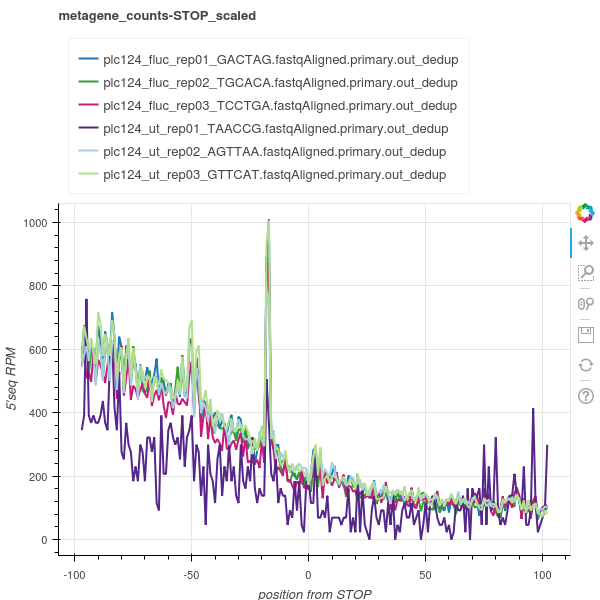 metagene_counts-STOP_scaled
plc124_fluc_rep01_GACTAG.fastqAligned.primary.out_dedup
plc124_fluc_rep02_TGCACA.fastqAligned.primary.out_dedup
plc124_fluc_rep03_TCCTGA.fastqAligned.primary.out_dedup
plc124_ut_rep01_TAACCG.fastqAligned.primary.out_dedup
plc124_ut_rep02_AGTTAA.fastqAligned.primary.out_dedup
plc124_ut_rep03_GTTCAT.fastqAligned.primary.out_dedup
1000
800
600
400
200
0
5'seq RPM
-100 -50 0 50 100
position from STOP